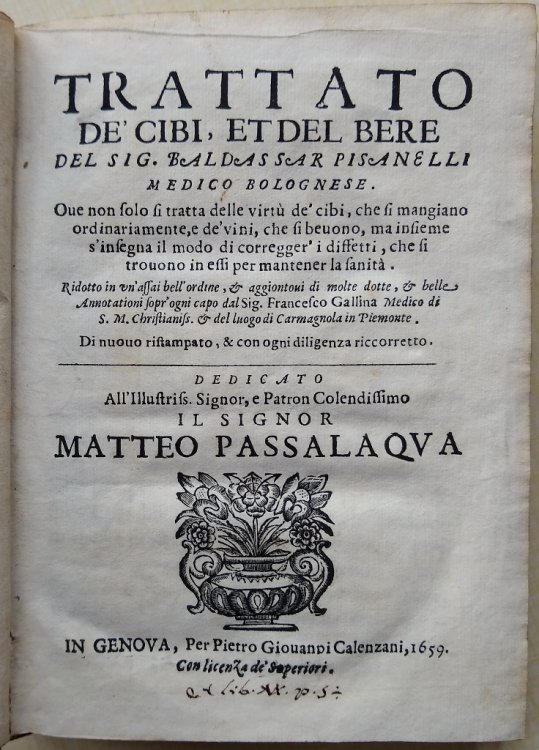 TRATTATO
DE' CIBI, ET DEL BERE
DEL SIG. BALDASSAR PISANELLI
MEDICO BOLOGNESE.
Oue non solo si tratta delle virtù de' cibi, che si mangiano
ordinariamente, e de' vini, che si beuono, ma insieme
s'insegna il modo di corregger' i diffetti, che si
trouono in essi per mantener la sanità.
Ridotto in vn'assai bell'ordine, & aggiontoui di molte dotte, & belle
Annotationi sopr'ogni capo dal Sig. Francesco Gallina Medico di
S. M. Christianiss. & del luogo di Carmagnola in Piemonte.
Di nuouo ristampato, & con ogni diligenza riccorretto.
DEDICATO
All'Illustriss. Signor, e Patron Colendissimo
IL SIGNOR
MATTEO PASSALAQVA
IN GENOVA, Per Pietro Giouanni Calenzani, 1659.
Con licenza de' Superiori.